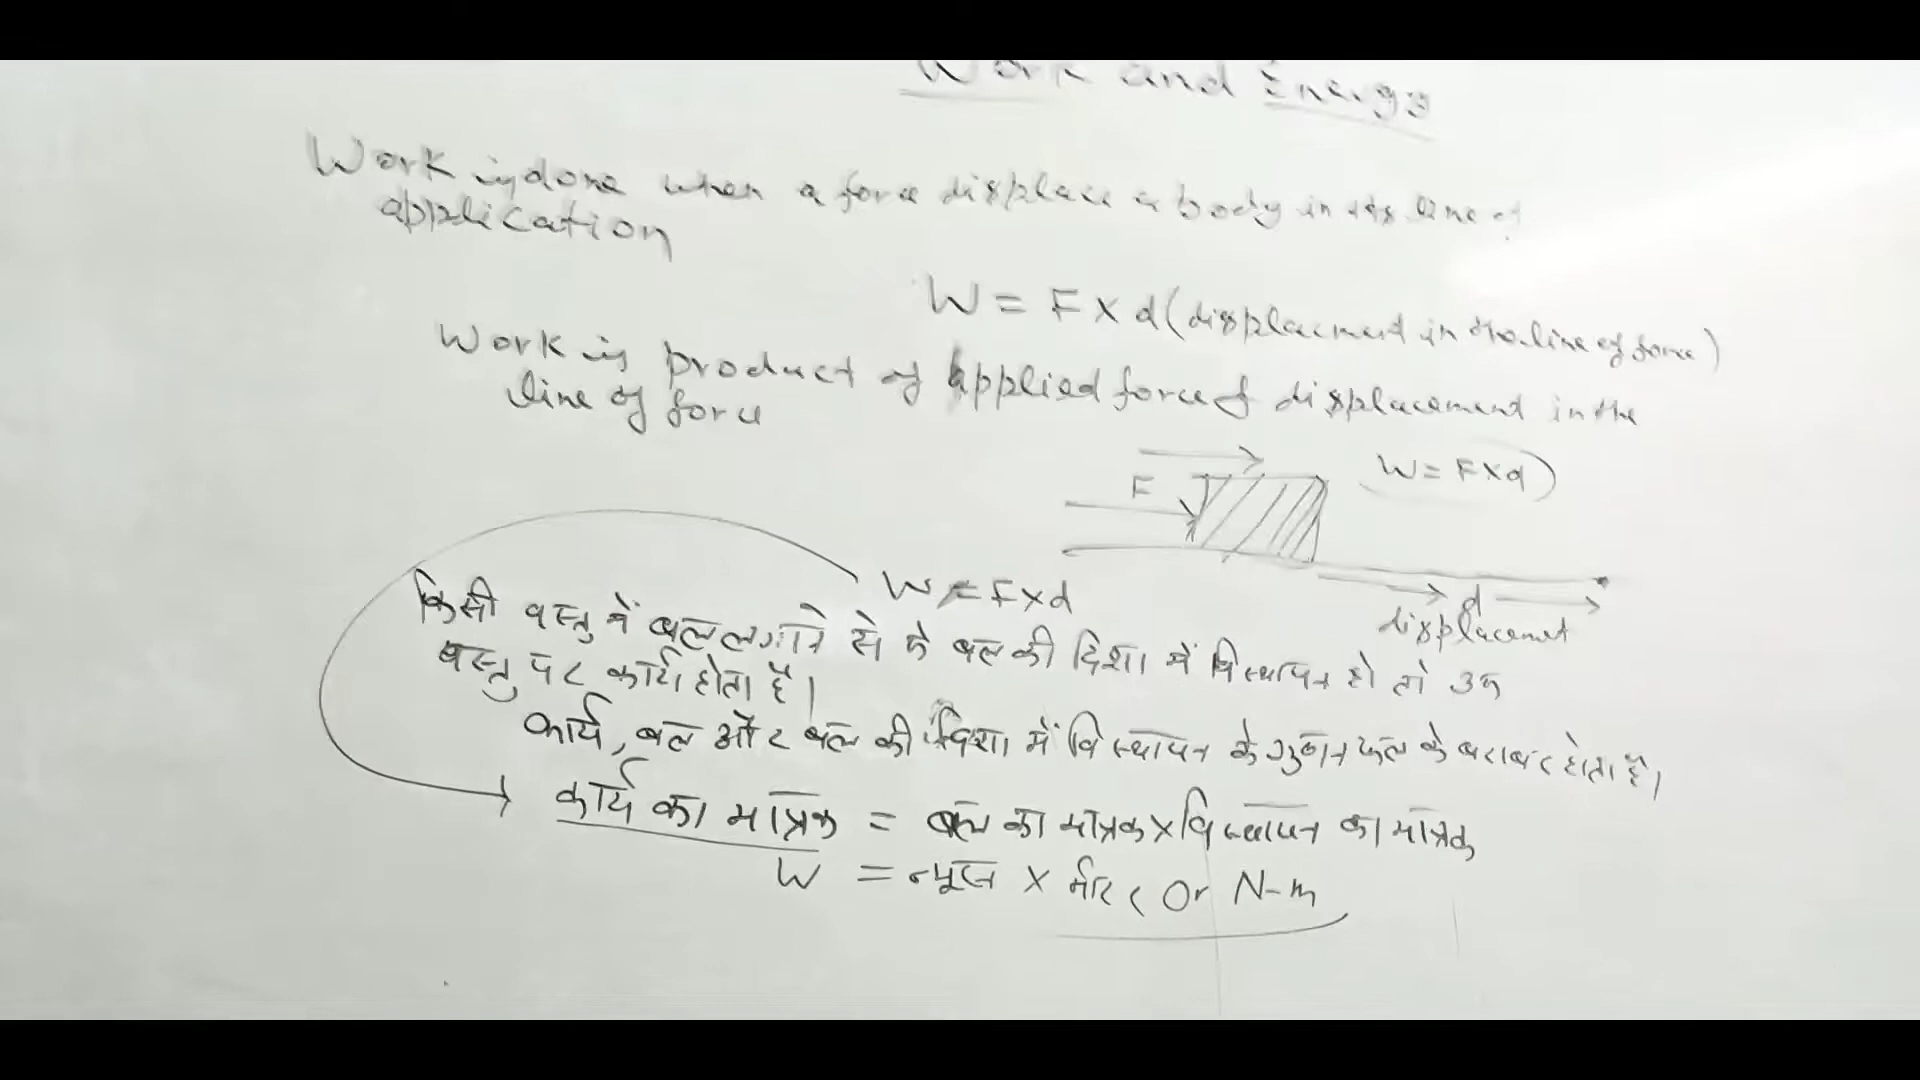 Work and Energy
Work is done when a force displace a body in its line of
application
W = F x d (displacment in the line of force)
Work is product of applied force & displacement in the
line of force
W = F x d
F
W = F x d
d
displacement
किसी वस्तु में बल लगाने से के बल की दिशा में विस्थापन हो तो उस
वस्तु पर कार्य होता है।
कार्य, बल और बल की दिशा में विस्थापन के गुणनफल के बराबर होता है।
कार्य का मात्रक = बल का मात्रक x विस्थापन का मात्रक
W = न्यूटन x मीटर Or N-m